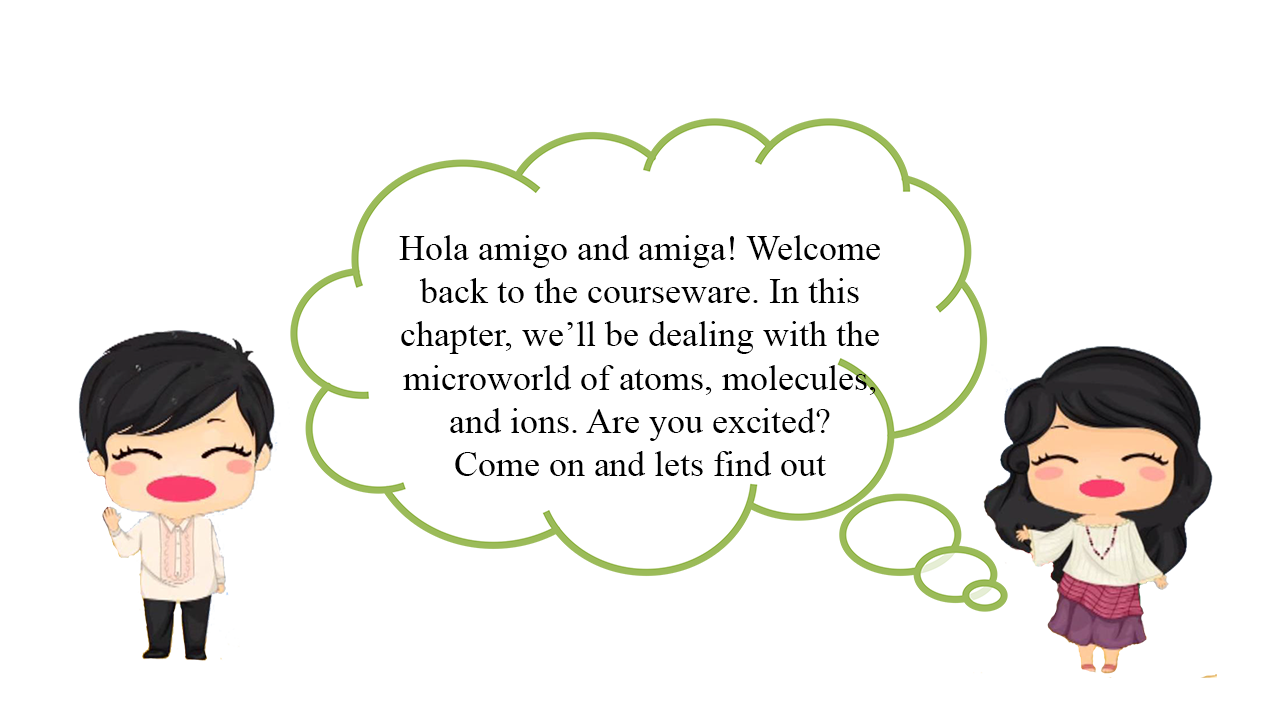 Hola amigo and amiga! Welcome
back to the courseware. In this
chapter, we’ll be dealing with the
microworld of atoms, molecules,
and ions. Are you excited?
Come on and lets find out